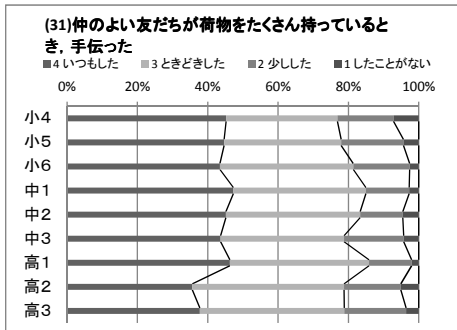 (31)仲のよい友だちが荷物をたくさん持っていると
き，手伝った
4 いつもした 3 ときどきした 2 少しした 1 したことがない
0% 20% 40% 60% 80% 100%
小4
小5
小6
中1
中2
中3
高1
高2
高3